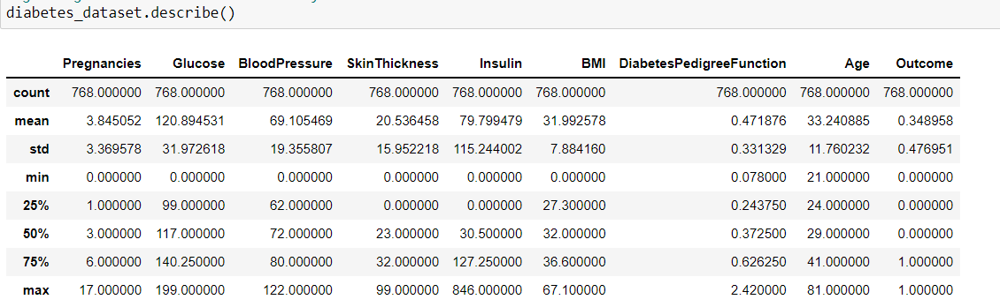 diabetes_dataset.describe()
Pregnancies Glucose BloodPressure SkinThickness Insulin BMI DiabetesPedigreeFunction Age Outcome
count 768.000000 768.000000 768.000000 768.000000 768.000000 768.000000 768.000000 768.000000 768.000000
mean 3.845052 120.894531 69.105469 20.536458 79.799479 31.992578 0.471876 33.240885 0.348958
std 3.369578 31.972618 19.355807 15.952218 115.244002 7.884160 0.331329 11.760232 0.476951
min 0.000000 0.000000 0.000000 0.000000 0.000000 0.000000 0.078000 21.000000 0.000000
25% 1.000000 99.000000 62.000000 0.000000 0.000000 27.300000 0.243750 24.000000 0.000000
50% 3.000000 117.000000 72.000000 23.000000 30.500000 32.000000 0.372500 29.000000 0.000000
75% 6.000000 140.250000 80.000000 32.000000 127.250000 36.600000 0.626250 41.000000 1.000000
max 17.000000 199.000000 122.000000 99.000000 846.000000 67.100000 2.420000 81.000000 1.000000